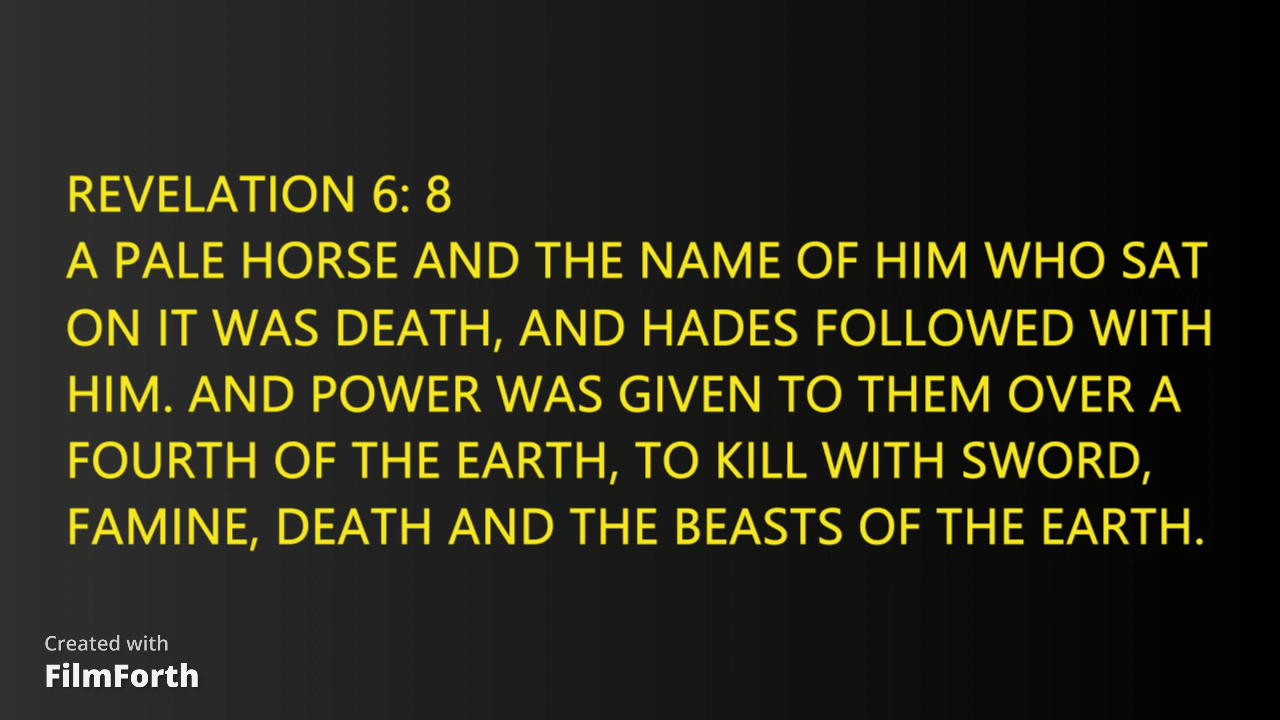 REVELATION 6: 8
A PALE HORSE AND THE NAME OF HIM WHO SAT
ON IT WAS DEATH, AND HADES FOLLOWED WITH
HIM. AND POWER WAS GIVEN TO THEM OVER A
FOURTH OF THE EARTH, TO KILL WITH SWORD,
FAMINE, DEATH AND THE BEASTS OF THE EARTH.
Created with
FilmForth